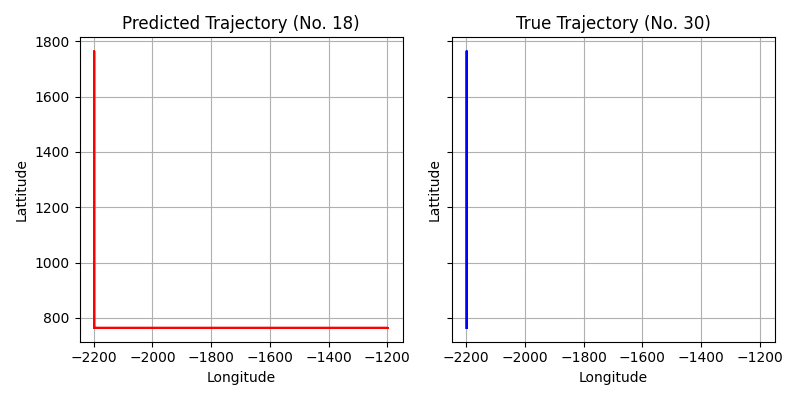 Predicted Trajectory (No. 18)
True Trajectory (No. 30)
1800
1600
1400
1200
1000
800
Lattitude
Lattitude
−2200 −2000 −1800 −1600 −1400 −1200
−2200 −2000 −1800 −1600 −1400 −1200
Longitude
Longitude